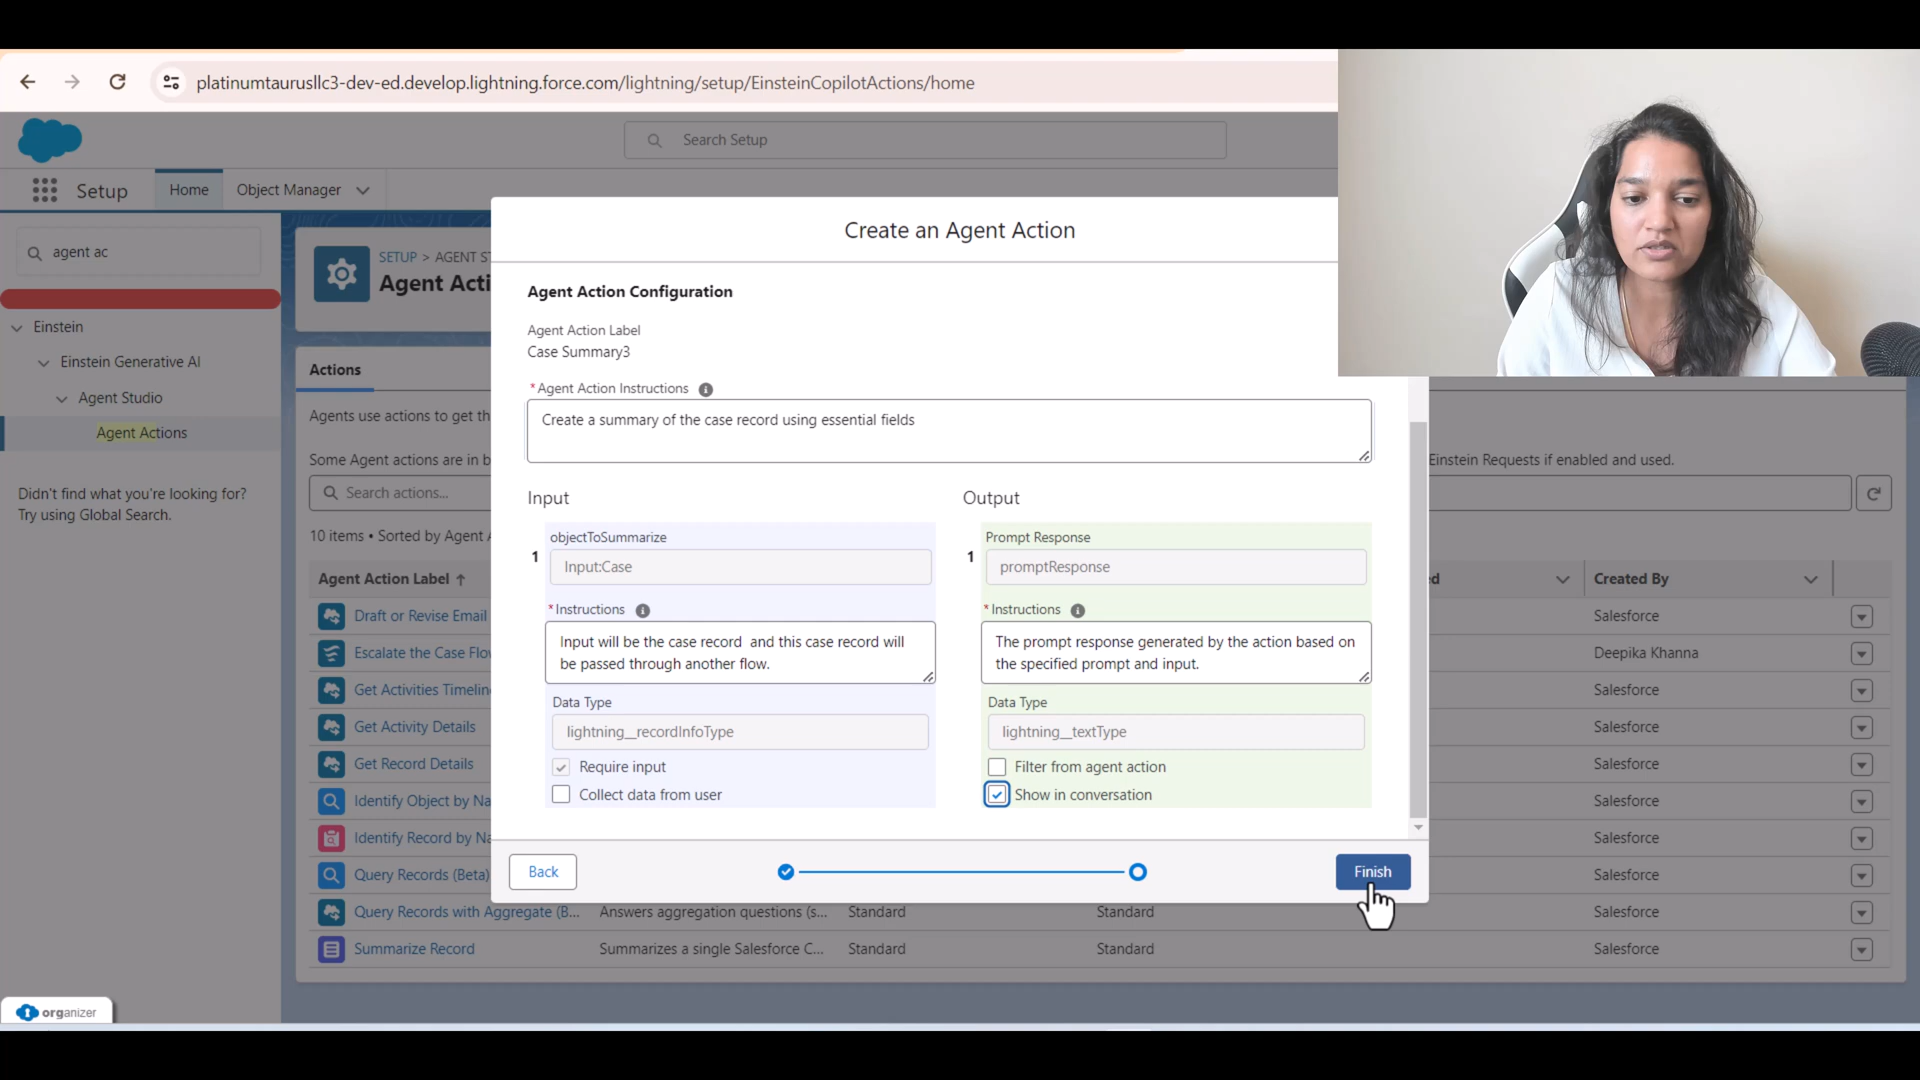 platinumtaurusllc3-dev-ed.develop.lightning.force.com/lightning/setup/EinsteinCopilotActions/home
Search Setup
Setup
Home
Object Manager
agent ac
Einstein
Einstein Generative AI
Agent Studio
Agent Actions
Didn't find what you're looking for?
Try using Global Search.
SETUP > AGENT ST
Agent Acti
Actions
Agents use actions to get th
Some Agent actions are in b
Einstein Requests if enabled and used.
Search actions...
10 items • Sorted by Agent A
Agent Action Label ↑
d
Created By
Draft or Revise Email
Salesforce
Escalate the Case Flo
Deepika Khanna
Get Activities Timelin
Salesforce
Get Activity Details
Salesforce
Get Record Details
Salesforce
Identify Object by Na
Salesforce
Identify Record by Na
Salesforce
Query Records (Beta)
Salesforce
Query Records with Aggregate (B...
Answers aggregation questions (s...
Standard
Standard
Salesforce
Summarize Record
Summarizes a single Salesforce C...
Standard
Standard
Salesforce
Create an Agent Action
Agent Action Configuration
Agent Action Label
Case Summary3
* Agent Action Instructions
Create a summary of the case record using essential fields
Input
1
objectToSummarize
Input:Case
* Instructions
Input will be the case record and this case record will
be passed through another flow.
Data Type
lightning__recordInfoType
Require input
Collect data from user
Output
1
Prompt Response
promptResponse
* Instructions
The prompt response generated by the action based on
the specified prompt and input.
Data Type
lightning__textType
Filter from agent action
Show in conversation
Back
Finish
organizer